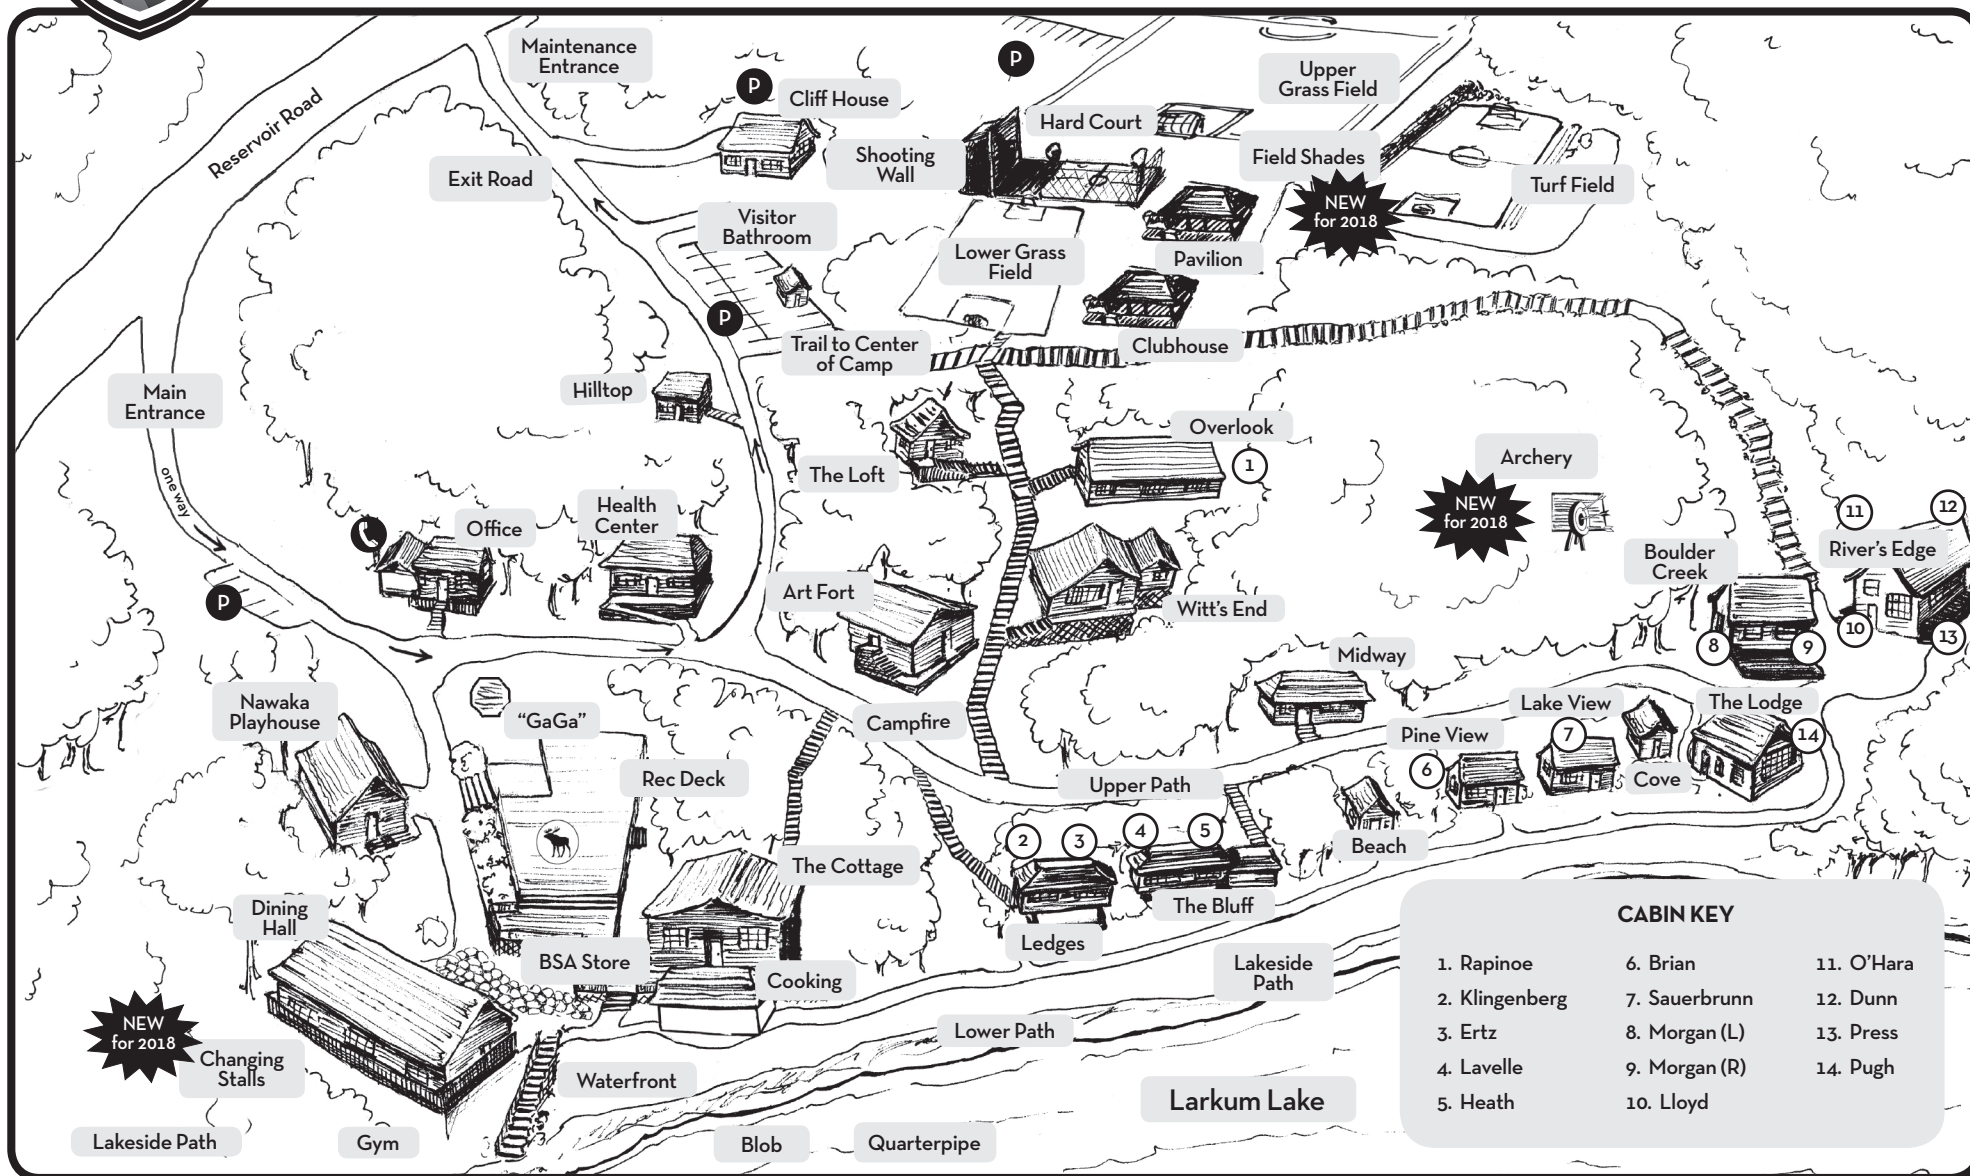 Maintenance
Entrance
P
P
Cliff House
Upper
Grass Field
Reservoir Road
Hard Court
Shooting
Wall
Field Shades
NEW
for 2018
Exit Road
Turf Field
Visitor
Bathroom
Lower Grass
Field
Pavilion
P
Trail to Center
of Camp
Clubhouse
Main
Entrance
one way
Hilltop
Overlook
1
The Loft
Archery
NEW
for 2018
Office
Health
Center
11
12
River's Edge
Boulder
Creek
P
Art Fort
Witt's End
10
13
8
9
Midway
Nawaka
Playhouse
"GaGa"
Campfire
Lake View
The Lodge
Pine View
7
14
6
Rec Deck
Upper Path
Cove
2
3
4
5
Beach
The Cottage
The Bluff
Dining
Hall
Ledges
BSA Store
Cooking
Lakeside
Path
NEW
for 2018
Changing
Stalls
Lower Path
Waterfront
Larkum Lake
Lakeside Path
Gym
Blob
Quarterpipe
CABIN KEY
1. Rapinoe
2. Klingenberg
3. Ertz
4. Lavelle
5. Heath
6. Brian
7. Sauerbrunn
8. Morgan (L)
9. Morgan (R)
10. Lloyd
11. O'Hara
12. Dunn
13. Press
14. Pugh